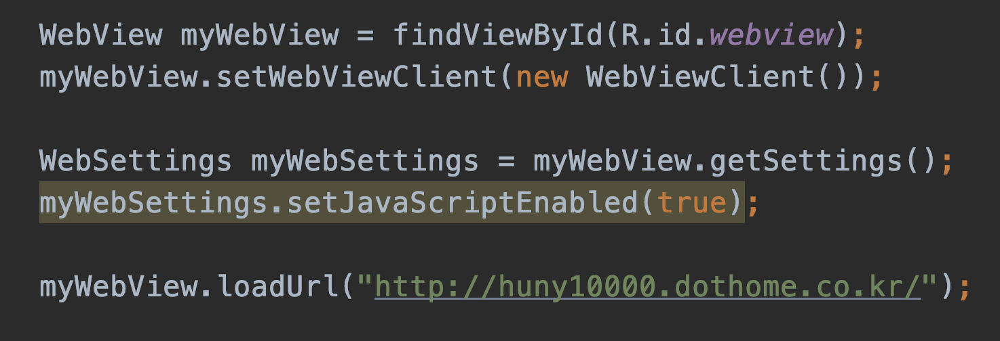 WebView myWebView = findViewById(R.id.webview);
myWebView.setWebViewClient(new WebViewClient());
WebSettings myWebSettings = myWebView.getSettings();
myWebSettings.setJavaScriptEnabled(true);
myWebView.loadUrl("http://huny10000.dothome.co.kr/");